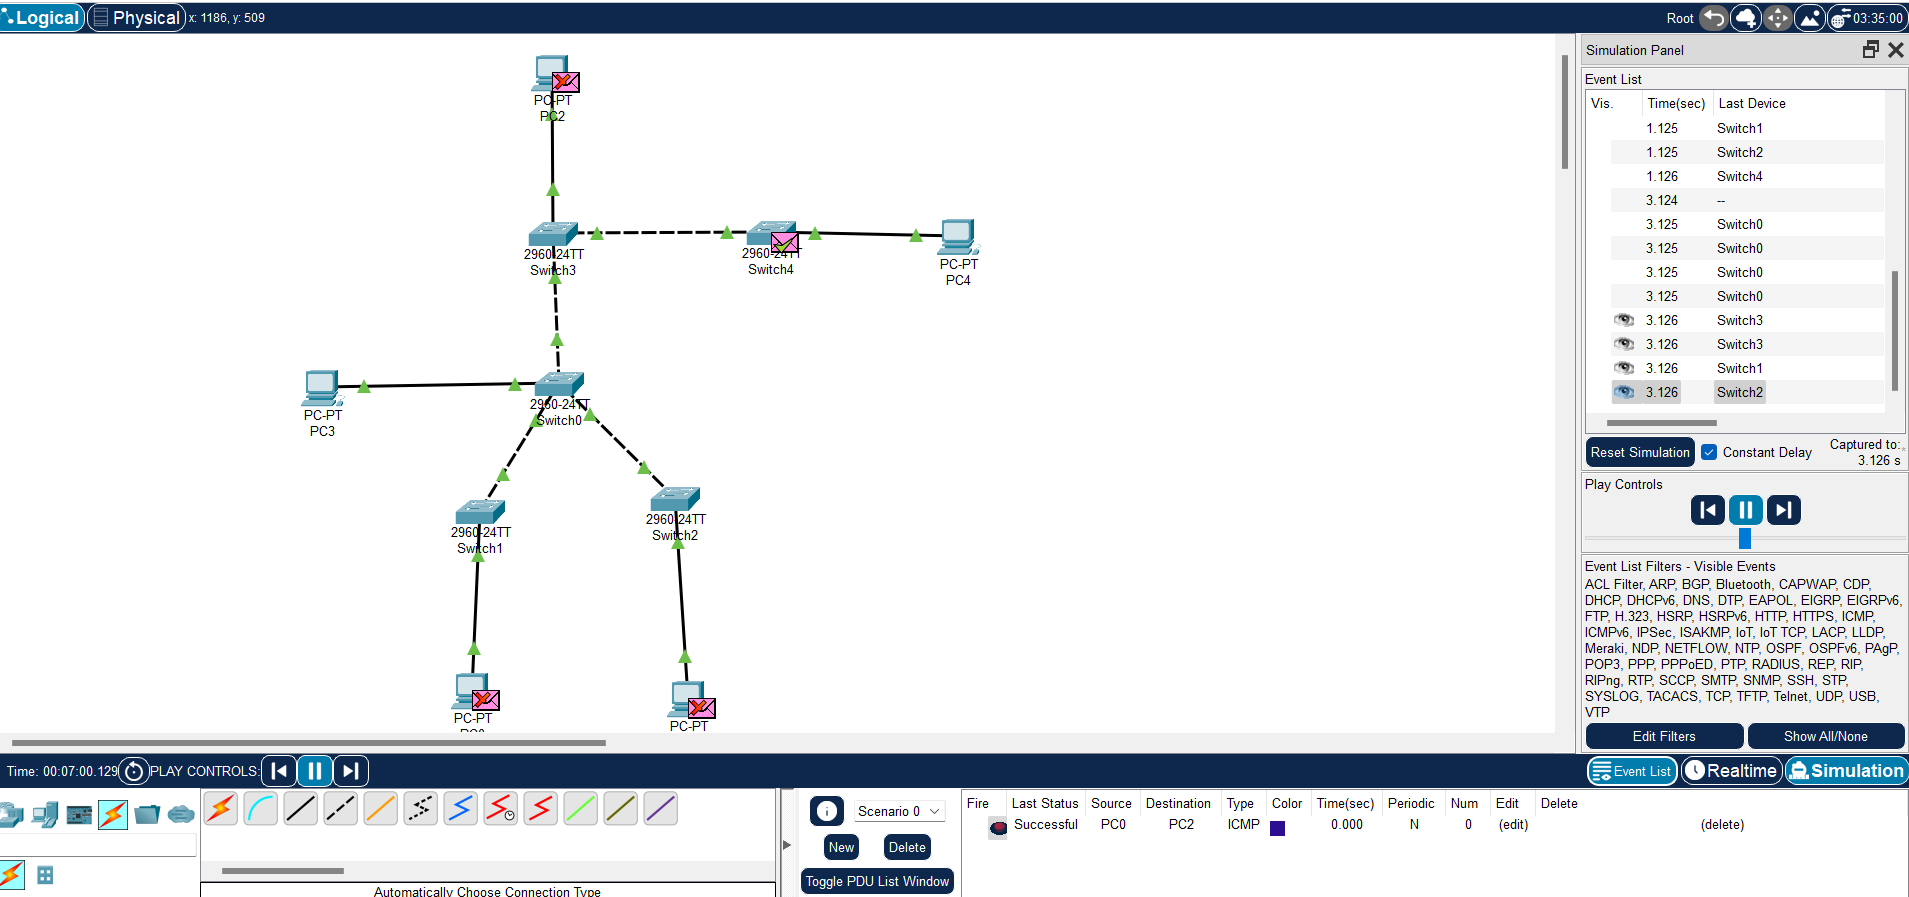 Logical Physical x: 1186, y: 509
Root 03:35:00
Simulation Panel
Event List
Vis. Time(sec) Last Device
1.125 Switch1
1.125 Switch2
1.126 Switch4
3.124 --
3.125 Switch0
3.125 Switch0
3.125 Switch0
3.125 Switch0
3.126 Switch3
3.126 Switch3
3.126 Switch1
3.126 Switch2
Reset Simulation Constant Delay Captured to:
3.126 s
Play Controls
Event List Filters - Visible Events
ACL Filter, ARP, BGP, Bluetooth, CAPWAP, CDP,
DHCP, DHCPv6, DNS, DTP, EAPOL, EIGRP, EIGRPv6,
FTP, H.323, HSRP, HSRPv6, HTTP, HTTPS, ICMP,
ICMPv6, IPSec, ISAKMP, IoT, IoT TCP, LACP, LLDP,
Meraki, NDP, NETFLOW, NTP, OSPF, OSPFv6, PAgP,
POP3, PPP, PPPoED, PTP, RADIUS, REP, RIP,
RIPng, RTP, SCCP, SMTP, SNMP, SSH, STP,
SYSLOG, TACACS, TCP, TFTP, Telnet, UDP, USB,
VTP
Edit Filters Show All/None
PC-PT
PC2
2960-24TT
Switch3
2960-24TT
Switch4
PC-PT
PC4
PC-PT
PC3
2960-24TT
Switch0
2960-24TT
Switch1
2960-24TT
Switch2
PC-PT
PC-PT
Time: 00:07:00.129 PLAY CONTROLS:
Event List Realtime Simulation
Automatically Choose Connection Type
Scenario 0
New Delete
Toggle PDU List Window
Fire Last Status Source Destination Type Color Time(sec) Periodic Num Edit Delete
Successful PC0 PC2 ICMP 0.000 N 0 (edit) (delete)